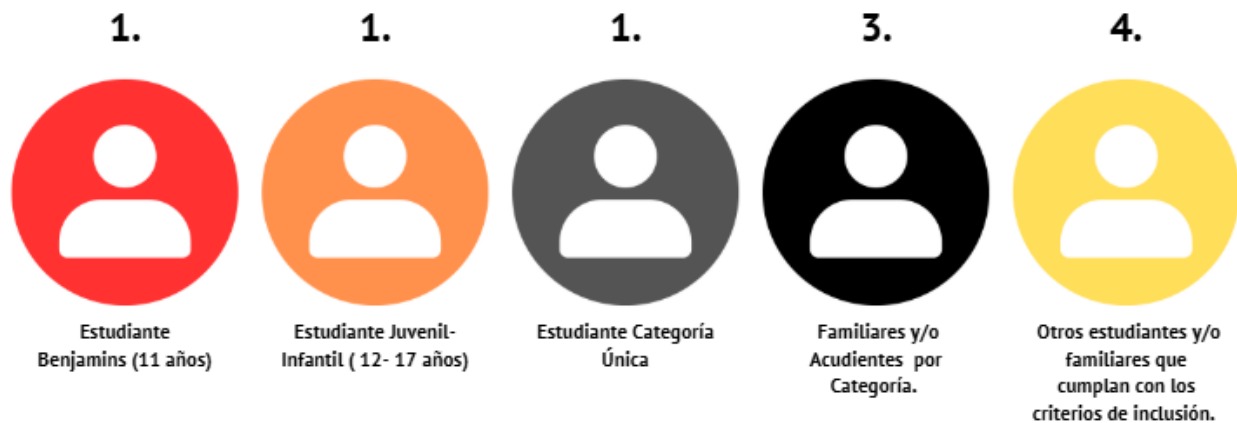 1.
Estudiante
Benjamins (11 años)
1.
Estudiante Juvenil-
Infantil ( 12- 17 años)
1.
Estudiante Categoría
Única
3.
Familiares y/o
Acudientes por
Categoría.
4.
Otros estudiantes y/o
familiares que
cumplan con los
criterios de inclusión.